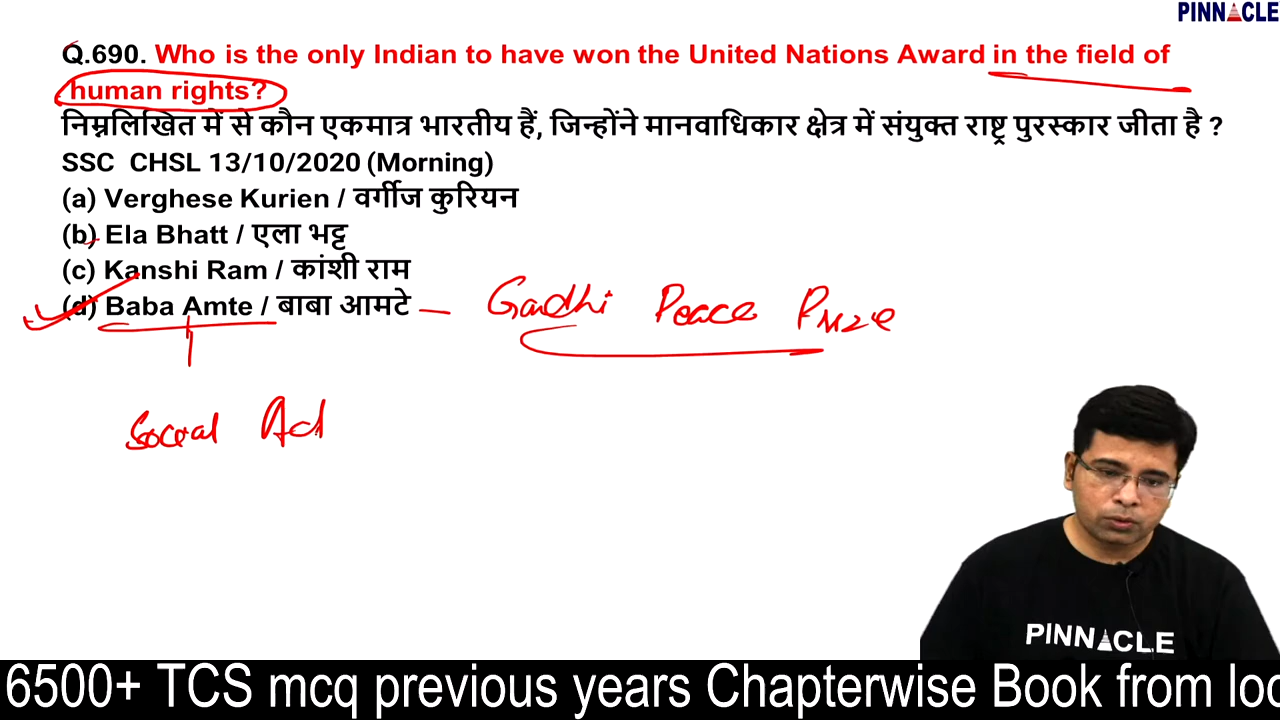 PINNACLE
Q.690. Who is the only Indian to have won the United Nations Award in the field of
human rights?
निम्नलिखित में से कौन एकमात्र भारतीय हैं, जिन्होंने मानवाधिकार क्षेत्र में संयुक्त राष्ट्र पुरस्कार जीता है ?
SSC CHSL 13/10/2020 (Morning)
(a) Verghese Kurien / वर्गीज कुरियन
(b) Ela Bhatt / एला भट्ट
(c) Kanshi Ram / कांशी राम
(d) Baba Amte / बाबा आमटे — Gandhi Peace Prize
Social
PINNACLE
6500+ TCS mcq previous years Chapterwise Book from